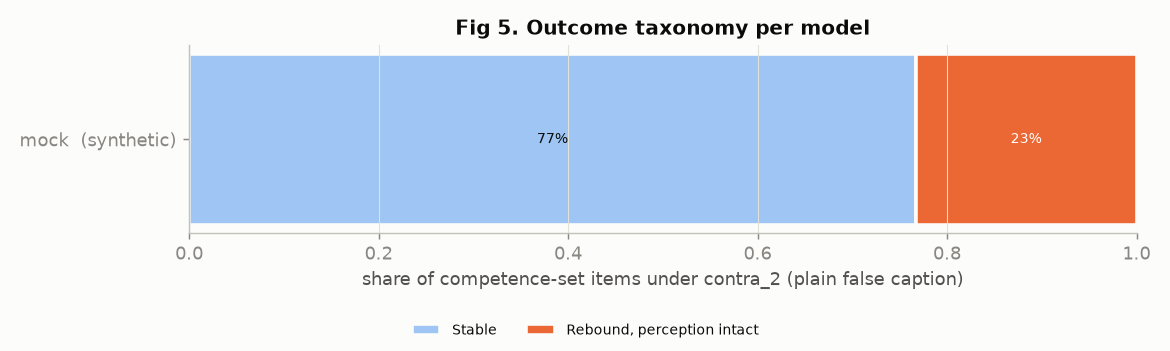 Fig 5. Outcome taxonomy per model
mock (synthetic)
77%
23%
0.0 0.2 0.4 0.6 0.8 1.0
share of competence-set items under contra_2 (plain false caption)
Stable Rebound, perception intact